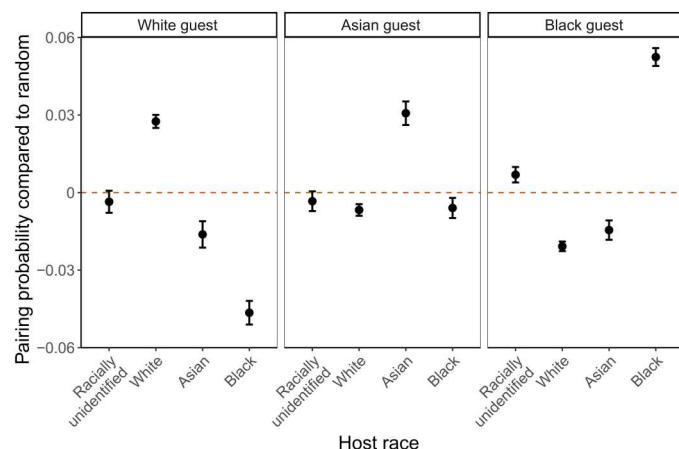 White guest
Asian guest
Black guest
Pairing probability compared to random
0.06
0.03
0
−0.03
−0.06
Racially
unidentified
White
Asian
Black
Racially
unidentified
White
Asian
Black
Racially
unidentified
White
Asian
Black
Host race